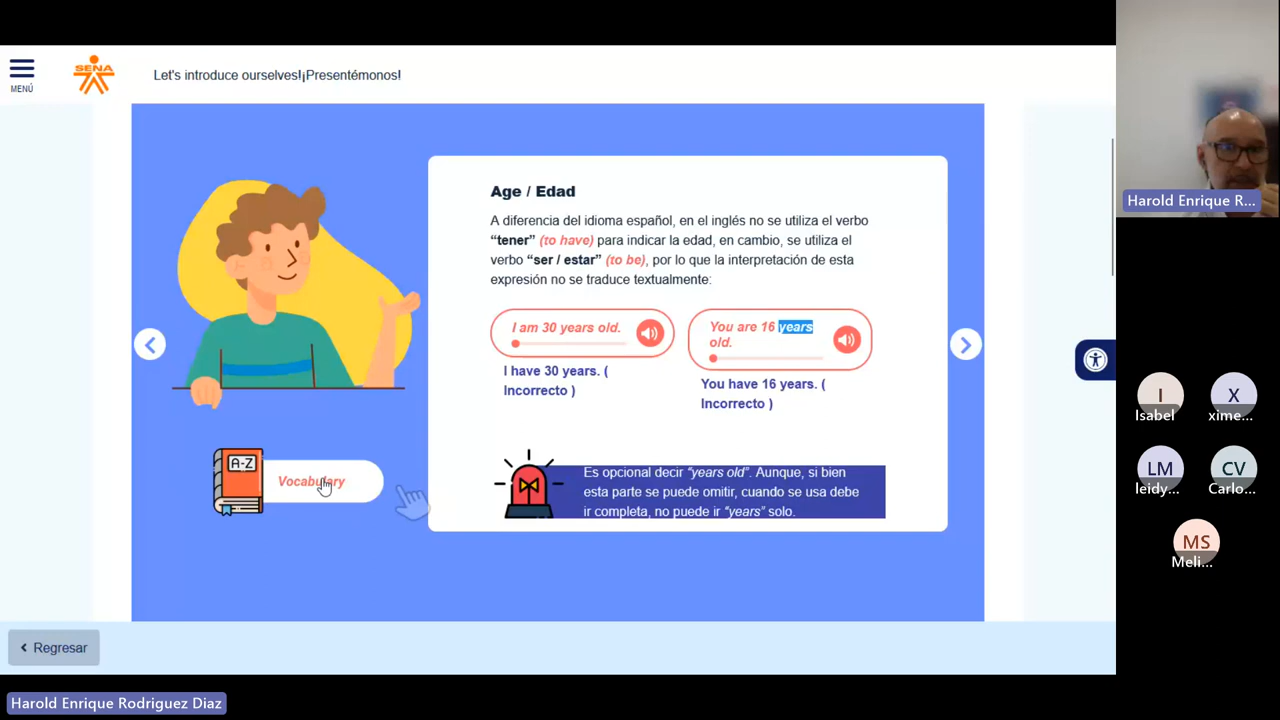 MENÚ
SENA
Let's introduce ourselves!¡Presentémonos!
Age / Edad
A diferencia del idioma español, en el inglés no se utiliza el verbo
“tener” (to have) para indicar la edad, en cambio, se utiliza el
verbo “ser / estar” (to be), por lo que la interpretación de esta
expresión no se traduce textualmente:
I am 30 years old.
You are 16 years
old.
I have 30 years. (
Incorrecto )
You have 16 years. (
Incorrecto )
A-Z
Vocabulary
Es opcional decir “years old”. Aunque, si bien
esta parte se puede omitir, cuando se usa debe
ir completa, no puede ir “years” solo.
Regresar
Harold Enrique Rodriguez Diaz
Harold Enrique R...
I
Isabel
X
xime...
LM
leidy...
CV
Carlo...
MS
Meli...